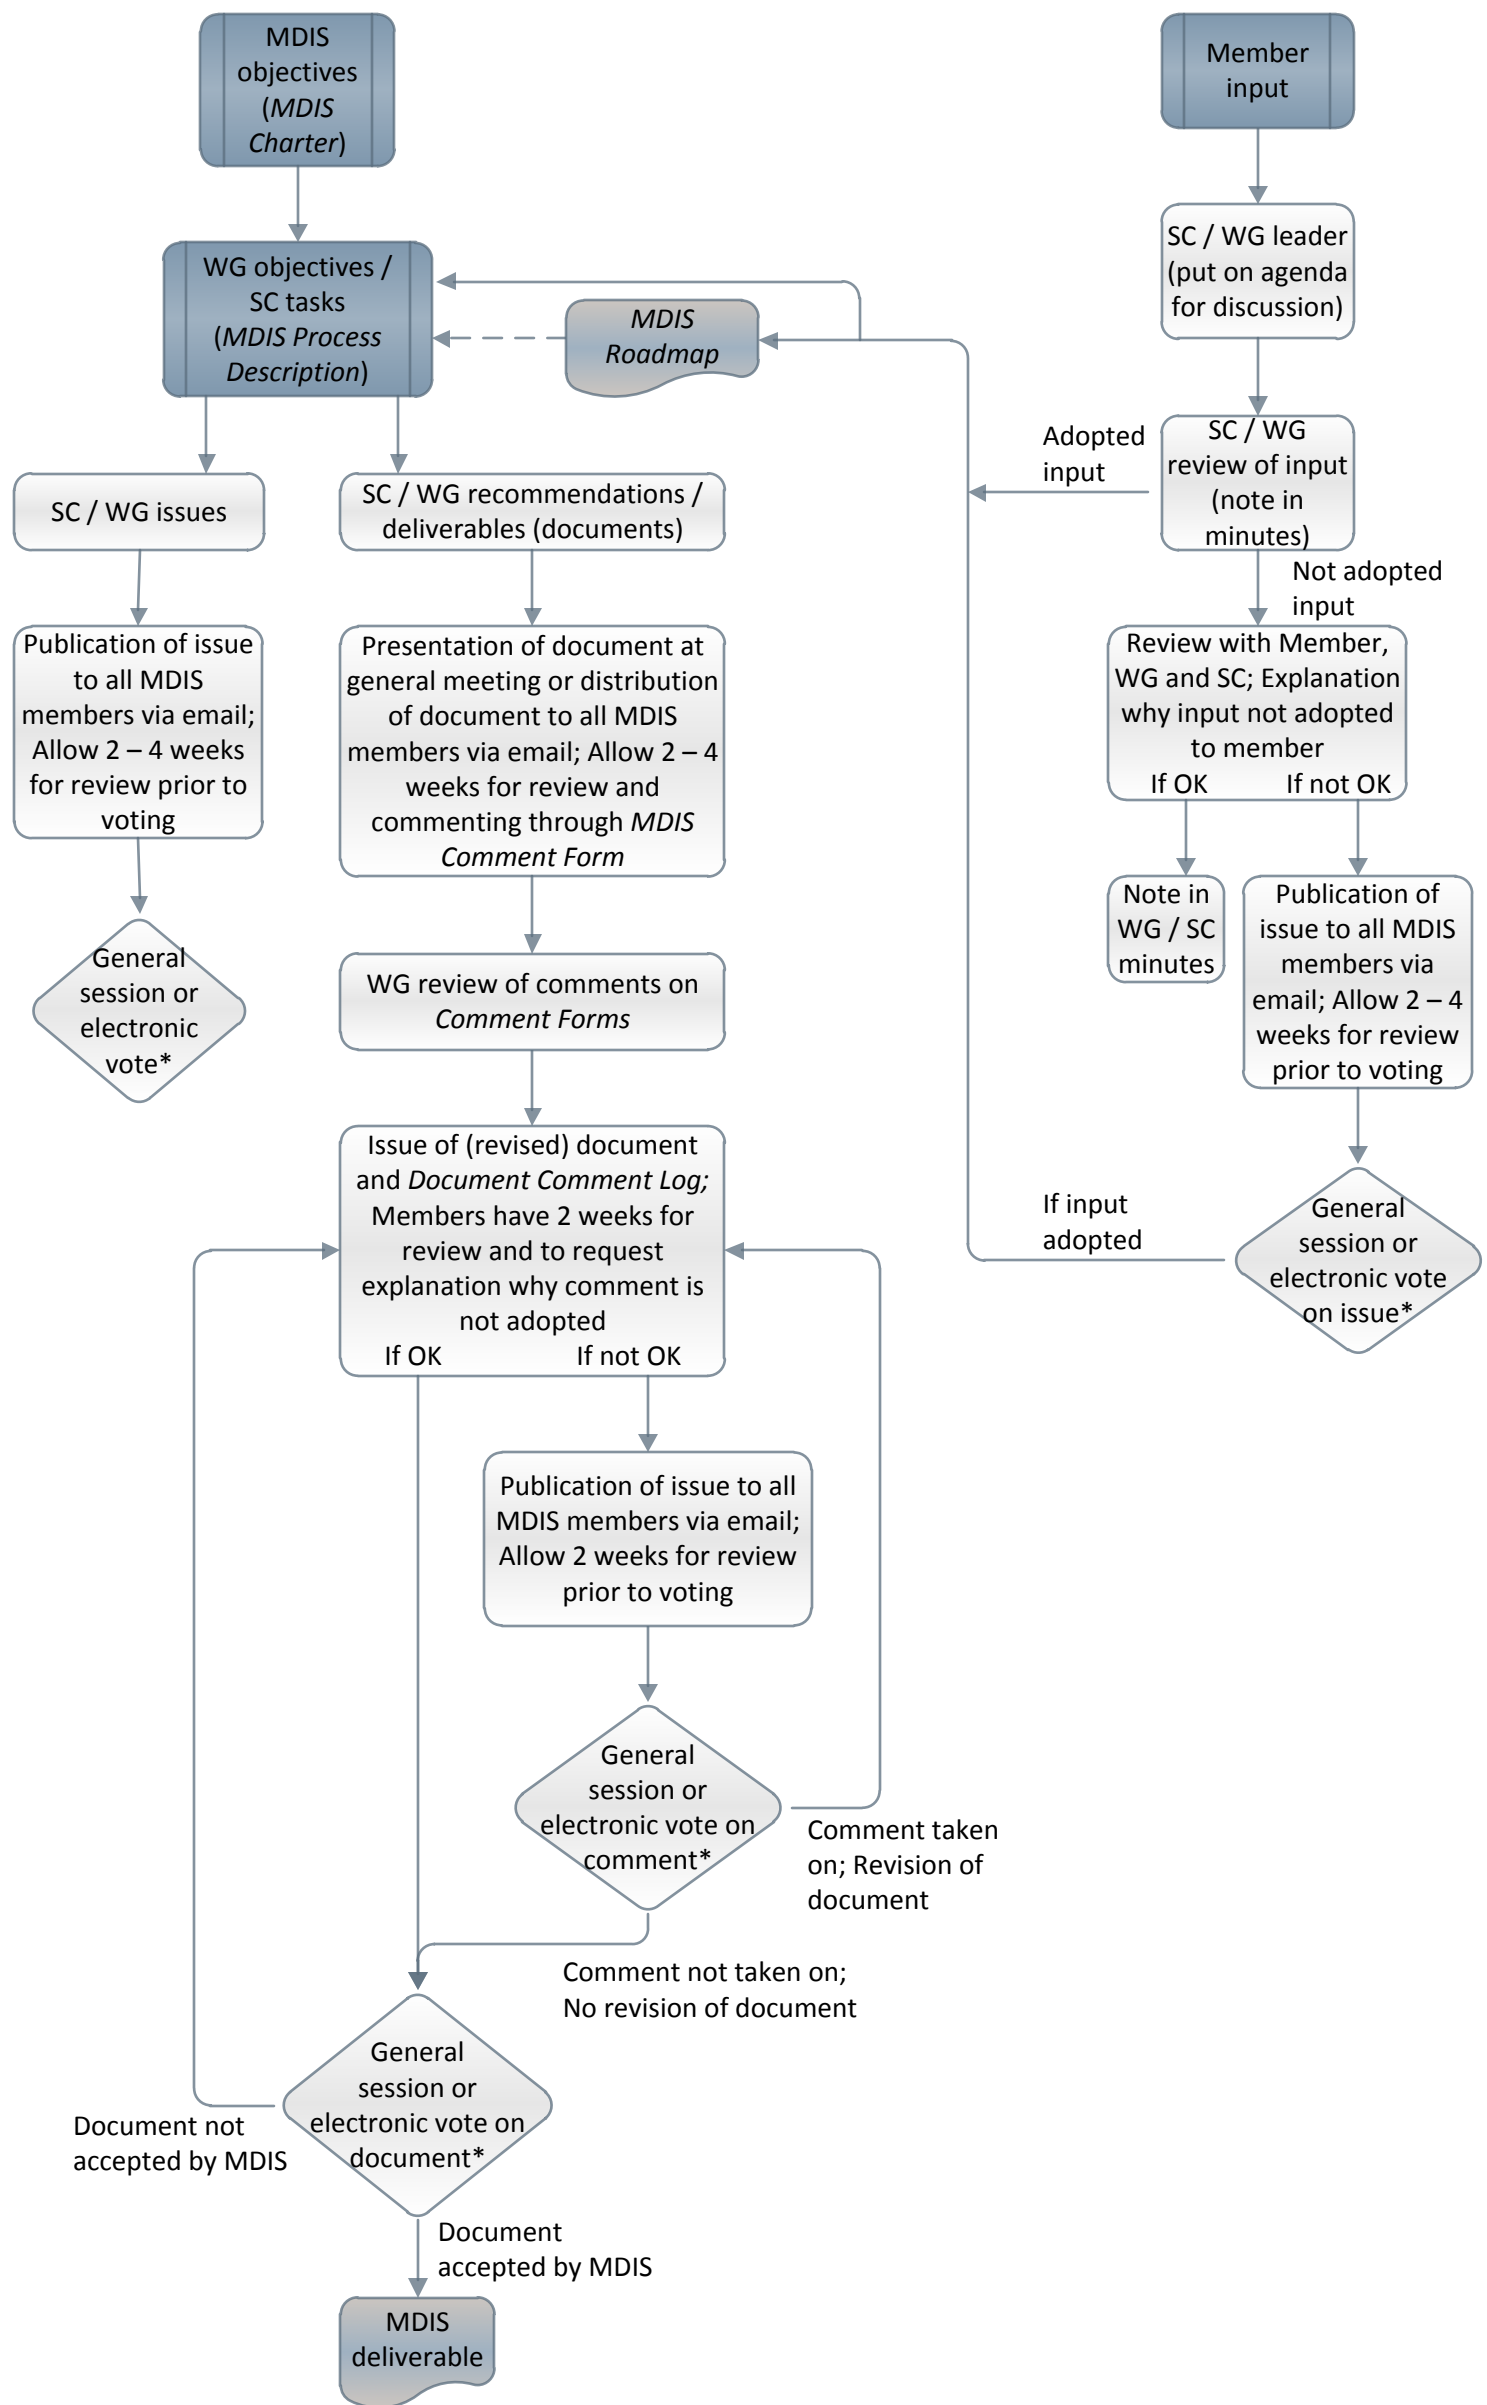 MDIS
objectives
(MDIS
Charter)
Member
input
SC / WG leader
(put on agenda
for discussion)
WG objectives /
SC tasks
(MDIS Process
Description)
MDIS
Roadmap
Adopted
input
SC / WG
review of input
(note in
minutes)
Not adopted
input
SC / WG issues
SC / WG recommendations /
deliverables (documents)
Publication of issue
to all MDIS
members via email;
Allow 2 – 4 weeks
for review prior to
voting
Presentation of document at
general meeting or distribution
of document to all MDIS
members via email; Allow 2 – 4
weeks for review and
commenting through MDIS
Comment Form
Review with Member,
WG and SC; Explanation
why input not adopted
to member
If OK If not OK
Note in
WG / SC
minutes
Publication of
issue to all MDIS
members via
email; Allow 2 – 4
weeks for review
prior to voting
General
session or
electronic
vote*
WG review of comments on
Comment Forms
Issue of (revised) document
and Document Comment Log;
Members have 2 weeks for
review and to request
explanation why comment is
not adopted
If OK If not OK
If input
adopted
General
session or
electronic vote
on issue*
Publication of issue to all
MDIS members via email;
Allow 2 weeks for review
prior to voting
General
session or
electronic vote on
comment*
Comment taken
on; Revision of
document
Comment not taken on;
No revision of document
General
session or
electronic vote on
document*
Document not
accepted by MDIS
Document
accepted by MDIS
MDIS
deliverable